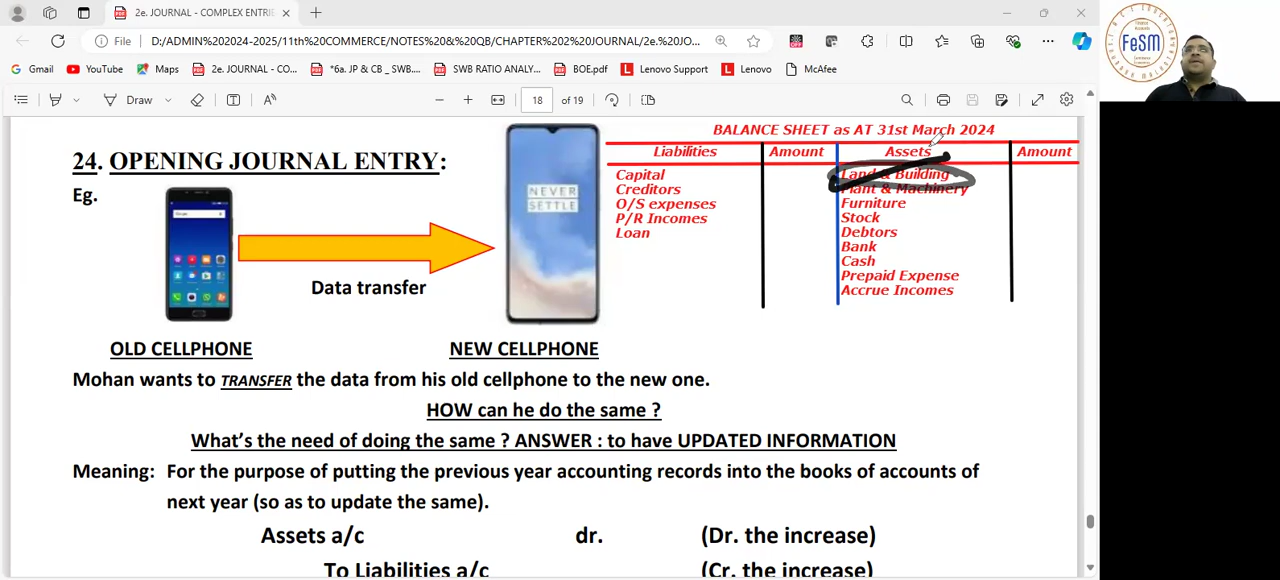 2e. JOURNAL - COMPLEX ENTRIE
File
D:/ADMIN%202024-2025/11th%20COMMERCE/NOTES%20
QB/CHAPTER%202%20JOURNAL/2e.%20JO...
Gmail
YouTube
Maps
2e. JOURNAL - CO...
*6a. JP & CB _ SWB....
SWB RATIO ANALY...
BOE.pdf
Lenovo Support
Lenovo
McAfee
Draw
18 of 19
FeSM
24. OPENING JOURNAL ENTRY:
Eg.
NEVER
SETTLE
Data transfer
OLD CELLPHONE
NEW CELLPHONE
BALANCE SHEET as AT 31st March 2024
Liabilities Amount Assets Amount
Capital Land & Building
Creditors Plant & Machinery
O/S expenses Furniture
P/R Incomes Stock
Loan Debtors
Bank
Cash
Prepaid Expense
Accrue Incomes
Mohan wants to TRANSFER the data from his old cellphone to the new one.
HOW can he do the same ?
What's the need of doing the same ? ANSWER : to have UPDATED INFORMATION
Meaning: For the purpose of putting the previous year accounting records into the books of accounts of
next year (so as to update the same).
Assets a/c dr. (Dr. the increase)
To Liabilities a/c (Cr. the increase)